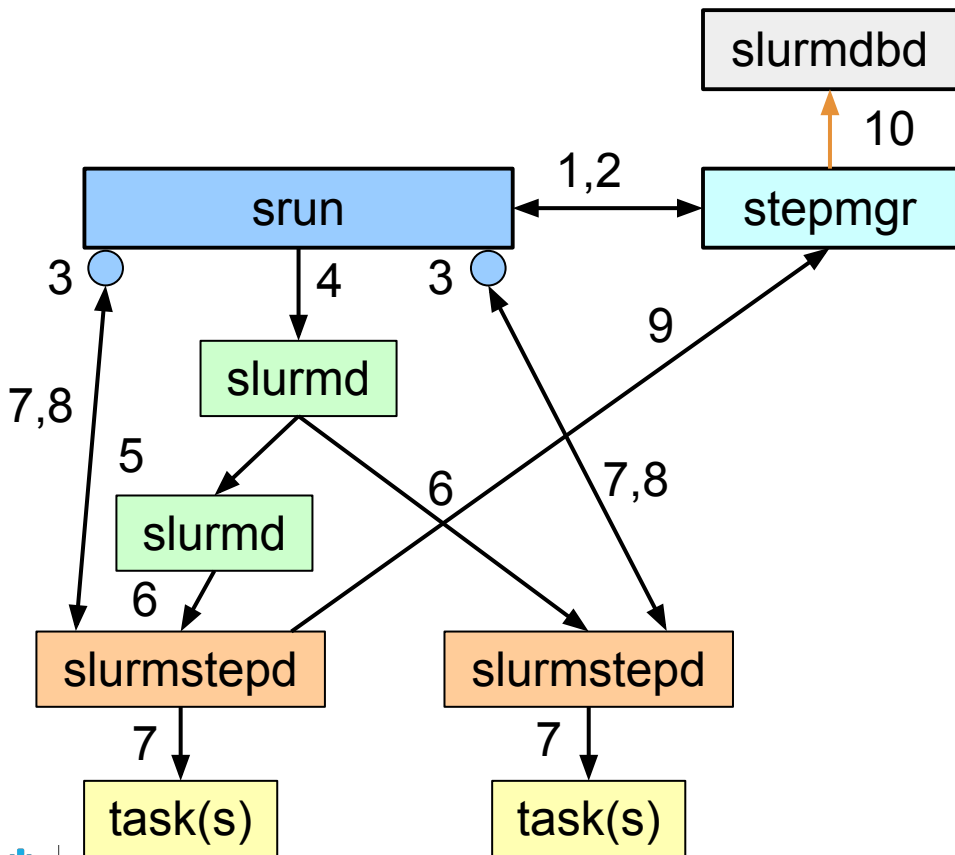 slurmdbd
10
1,2
srun
stepmgr
3
4
3
9
slurmd
7,8
5
6
7,8
slurmd
6
slurmstepd
slurmstepd
7
7
task(s)
task(s)